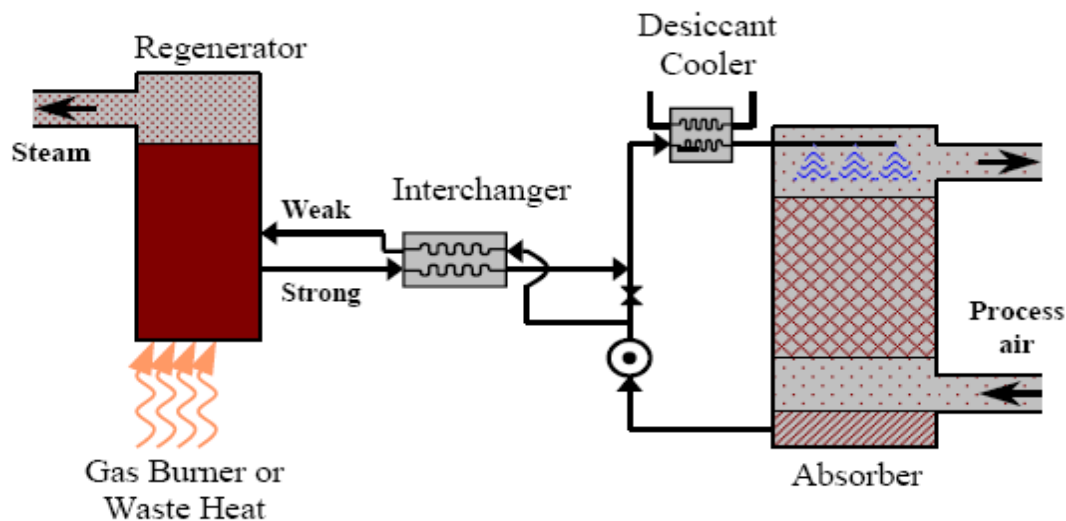 Regenerator
Desiccant
Cooler
Steam
Interchanger
Weak
Strong
Process
air
Gas Burner or
Waste Heat
Absorber